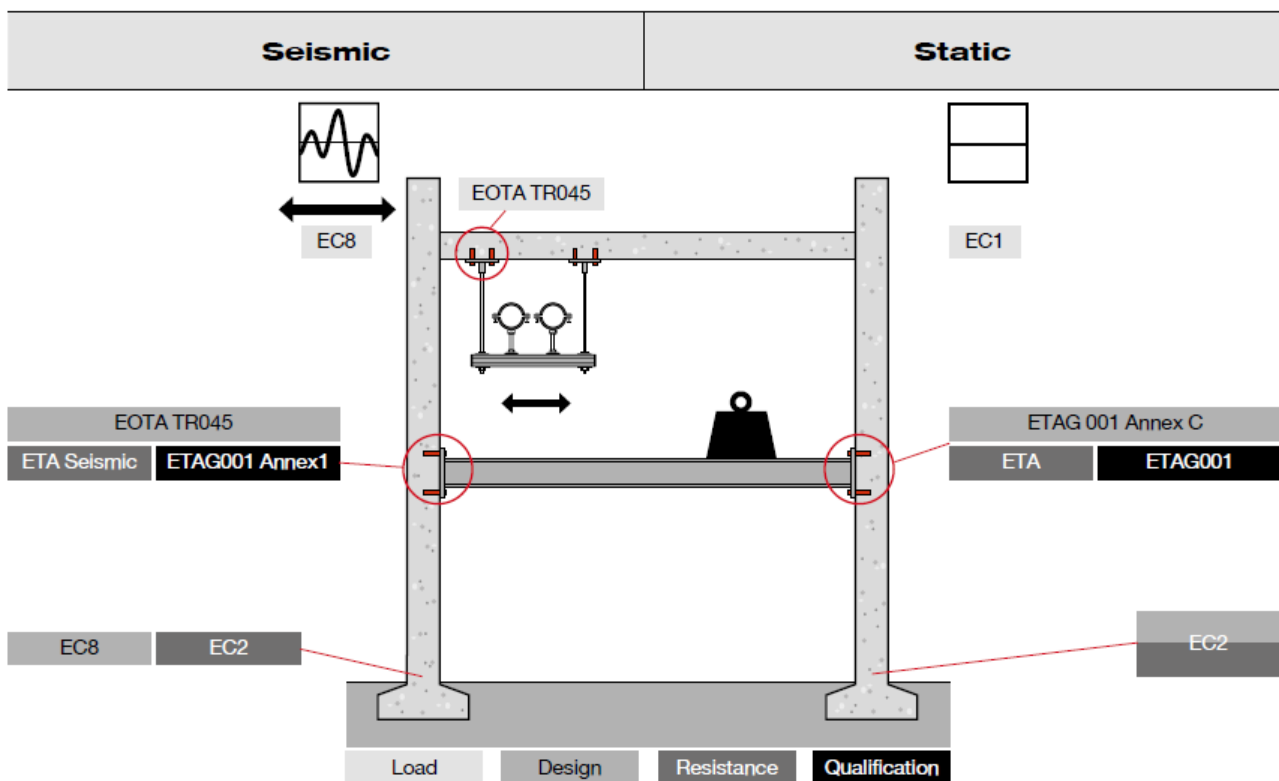 Seismic
Static
EOTA TR045
EC8
EC1
EOTA TR045
ETA Seismic
ETAG001 Annex1
ETAG 001 Annex C
ETA
ETAG001
EC8
EC2
EC2
Load
Design
Resistance
Qualification